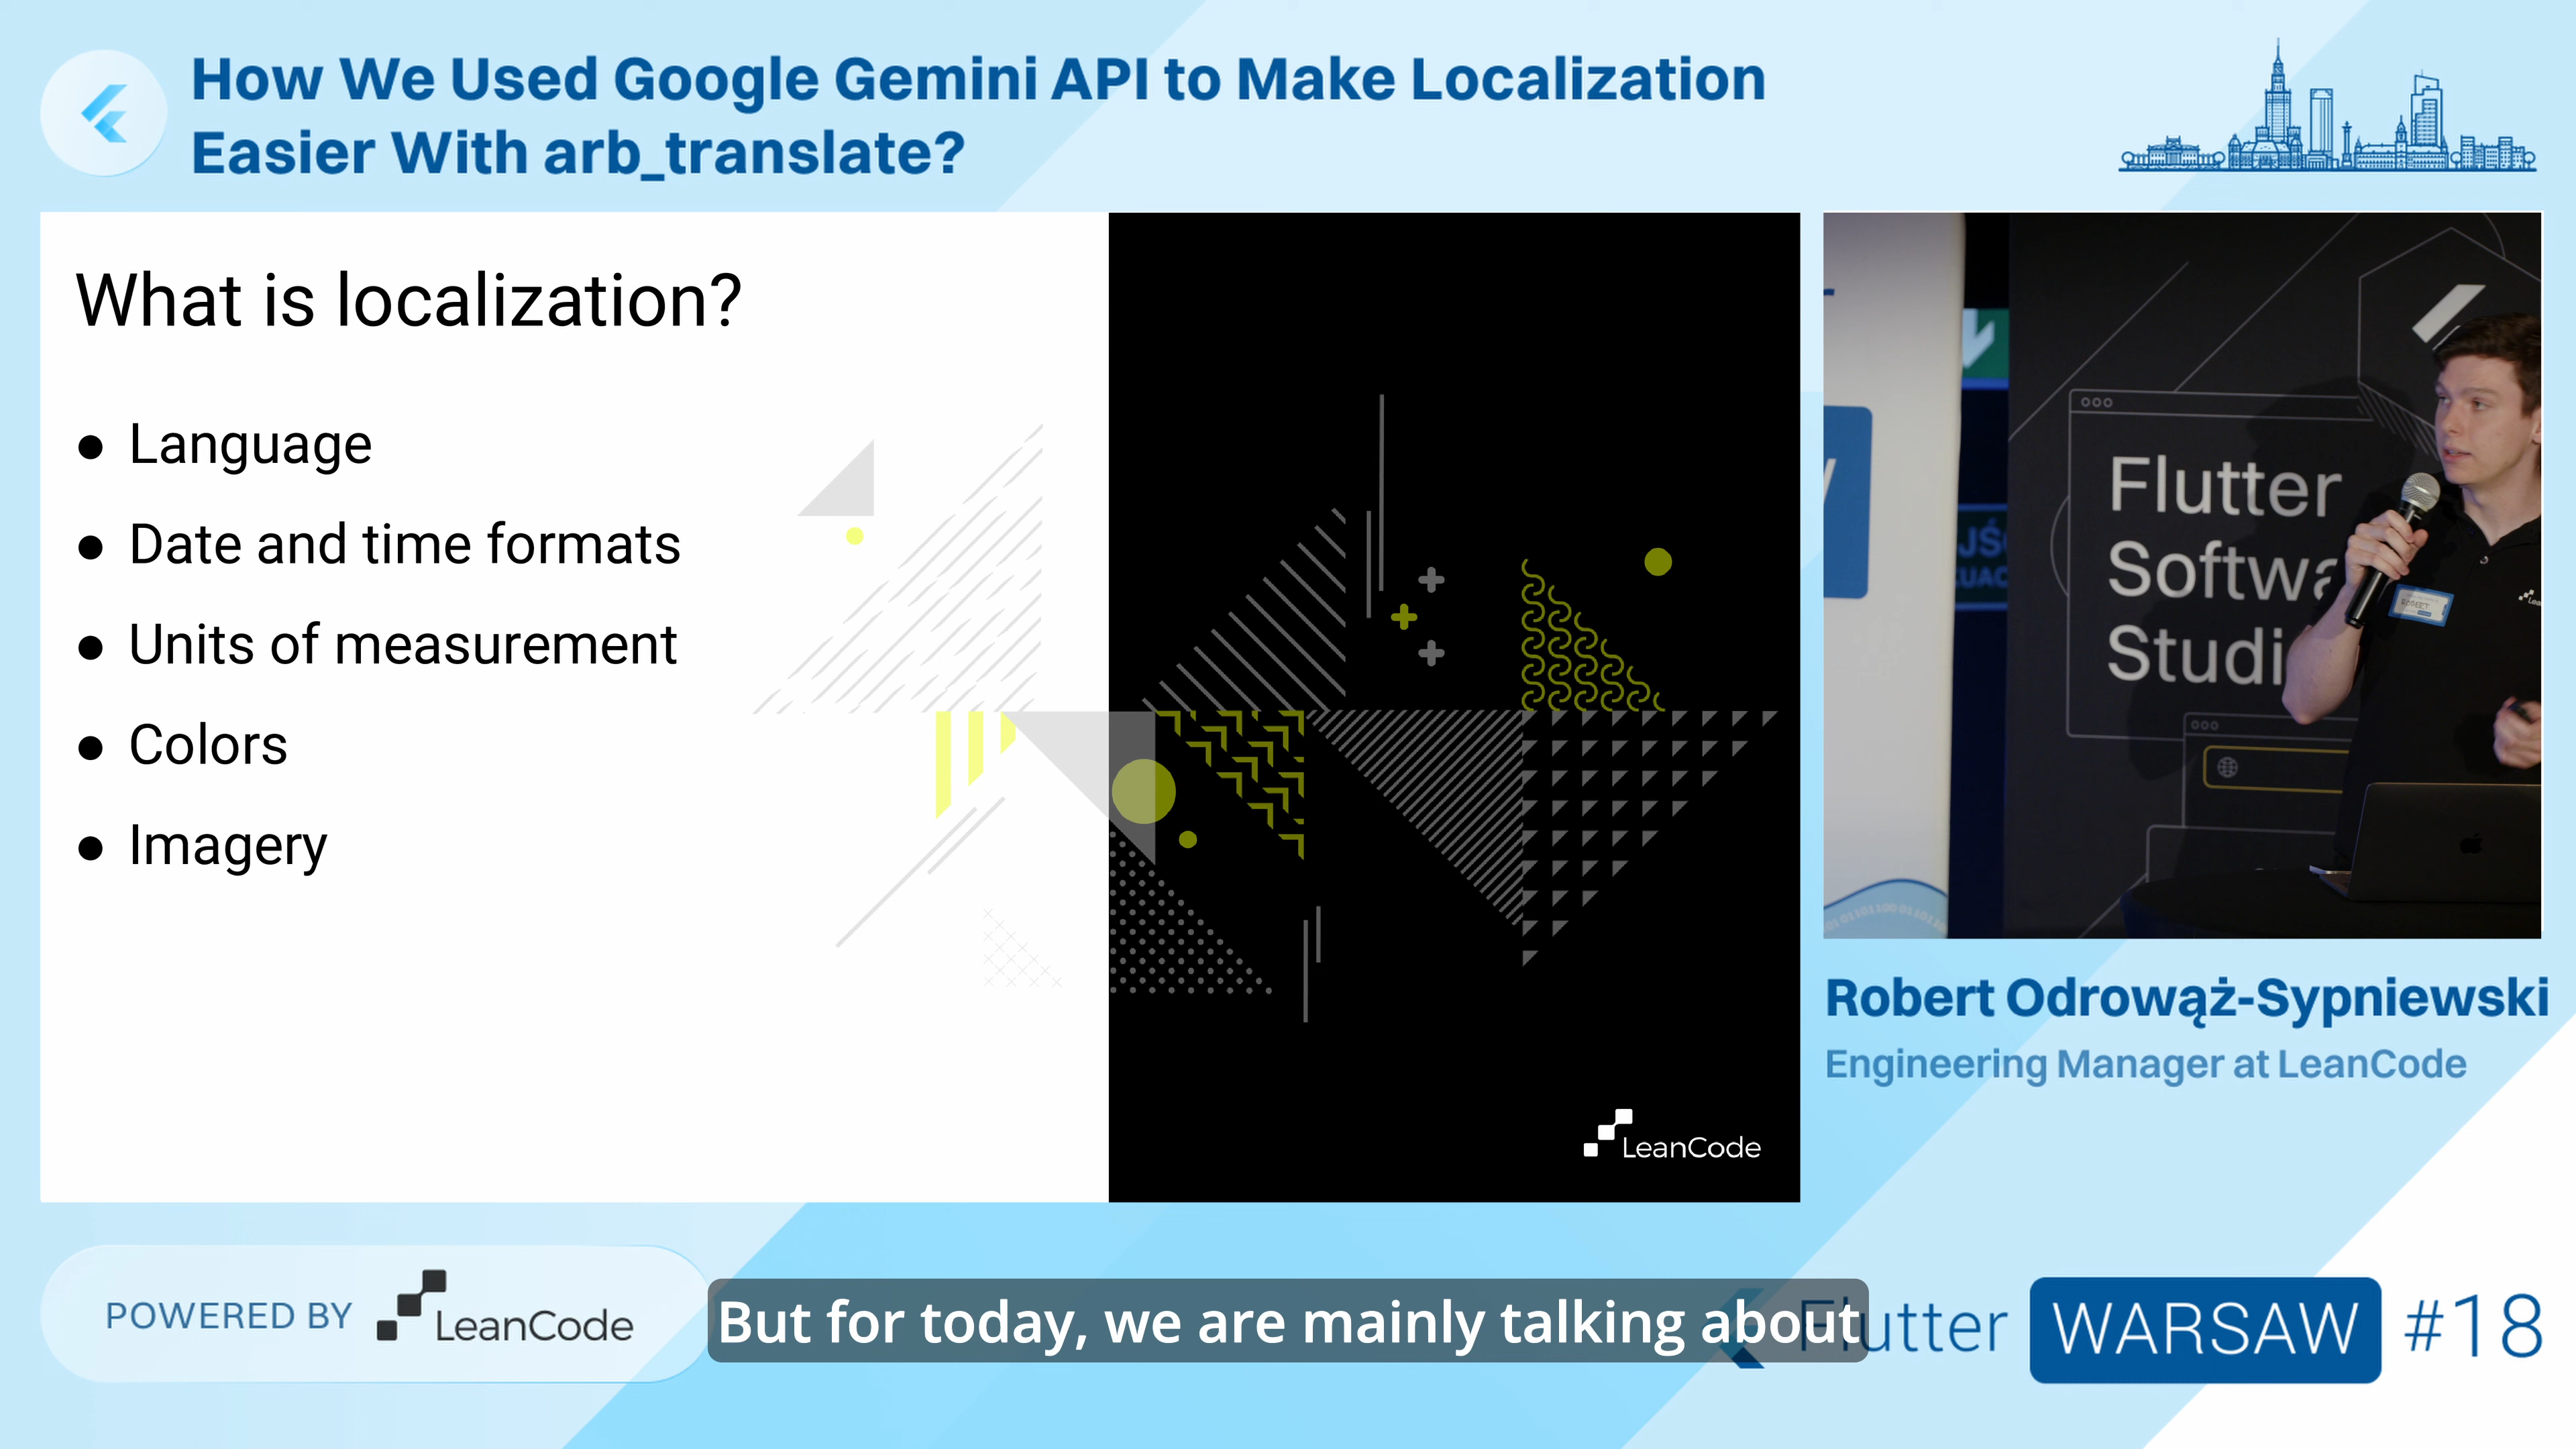 How We Used Google Gemini API to Make Localization
Easier With arb_translate?
What is localization?
● Language
● Date and time formats
● Units of measurement
● Colors
● Imagery
LeanCode
Flutter
Softwa
Studi
ROBERT
Robert Odrowąż-Sypniewski
Engineering Manager at LeanCode
POWERED BY LeanCode
But for today, we are mainly talking about
Flutter WARSAW #18